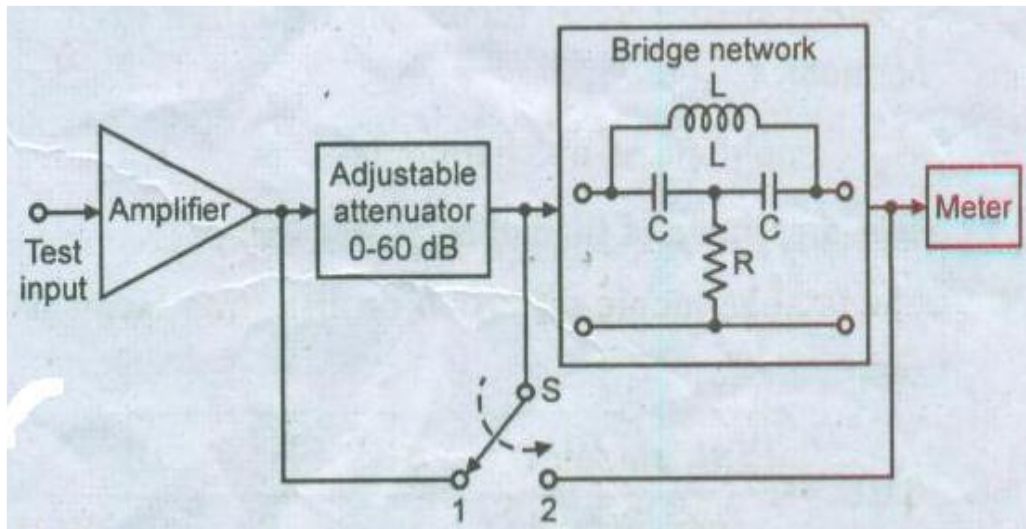 Bridge network
L
L
C
C
R
Amplifier
Test
input
Adjustable
attenuator
0-60 dB
Meter
S
1
2